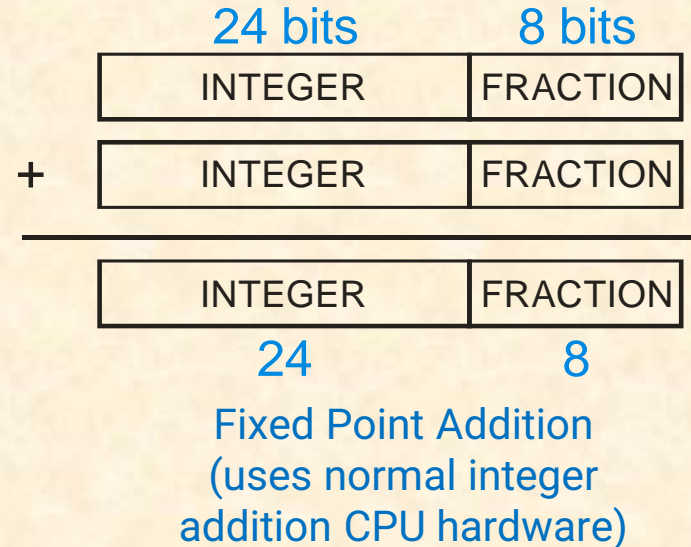 24 bits 8 bits
INTEGER FRACTION
+ INTEGER FRACTION
INTEGER FRACTION
24 8
Fixed Point Addition
(uses normal integer
addition CPU hardware)